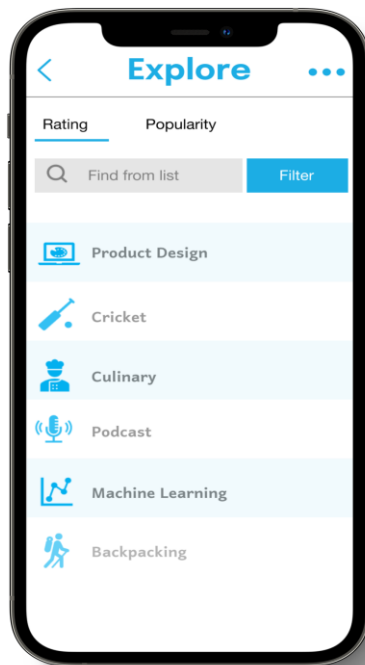 Explore
Rating Popularity
Find from list Filter
Product Design
Cricket
Culinary
Podcast
Machine Learning
Backpacking